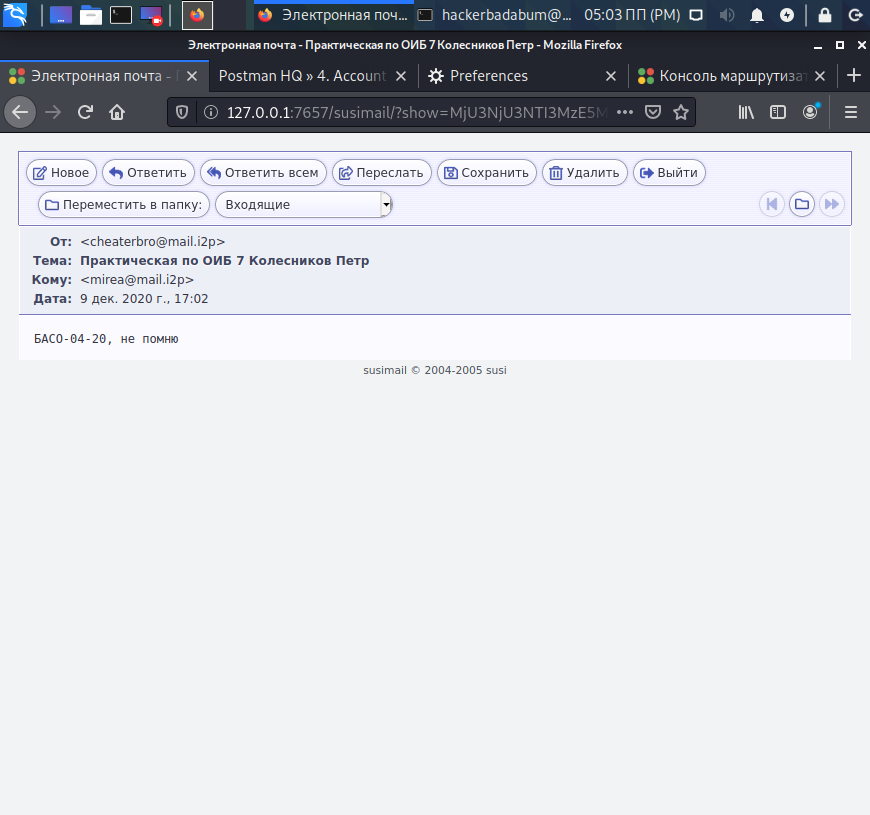 Электронная поч... hackerbadabum@... 05:03 ПП (PM)
Электронная почта - Практическая по ОИБ 7 Колесников Петр - Mozilla Firefox
Электронная почта - Postman HQ » 4. Account Preferences Консоль маршрутизат
127.0.0.1:7657/susimail/?show=MjU3NjU3NTI3MzE5M
Новое Ответить Ответить всем Переслать Сохранить Удалить Выйти
Переместить в папку: Входящие
От: <cheaterbro@mail.i2p>
Тема: Практическая по ОИБ 7 Колесников Петр
Кому: <mirea@mail.i2p>
Дата: 9 дек. 2020 г., 17:02
БАСО-04-20, не помню
susimail © 2004-2005 susi